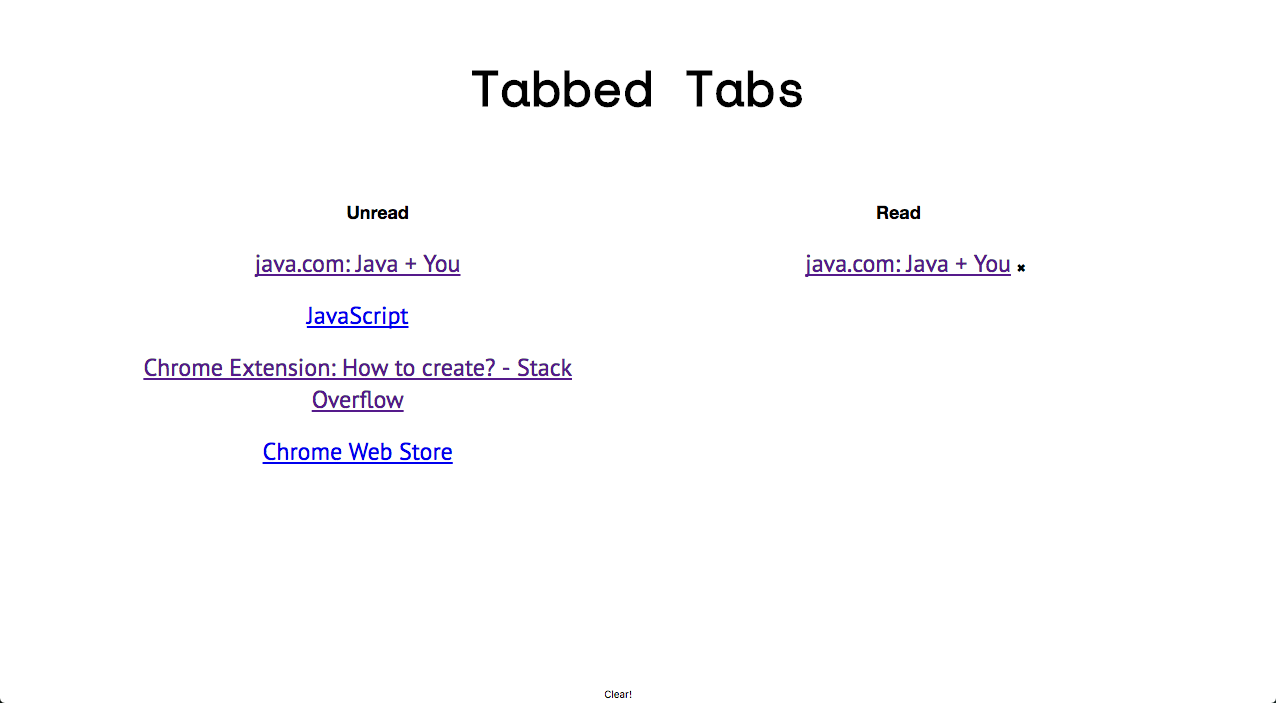 Tabbed Tabs
Unread
java.com: Java + You
JavaScript
Chrome Extension: How to create? - Stack
Overflow
Chrome Web Store
Read
java.com: Java + You ✖
Clear!